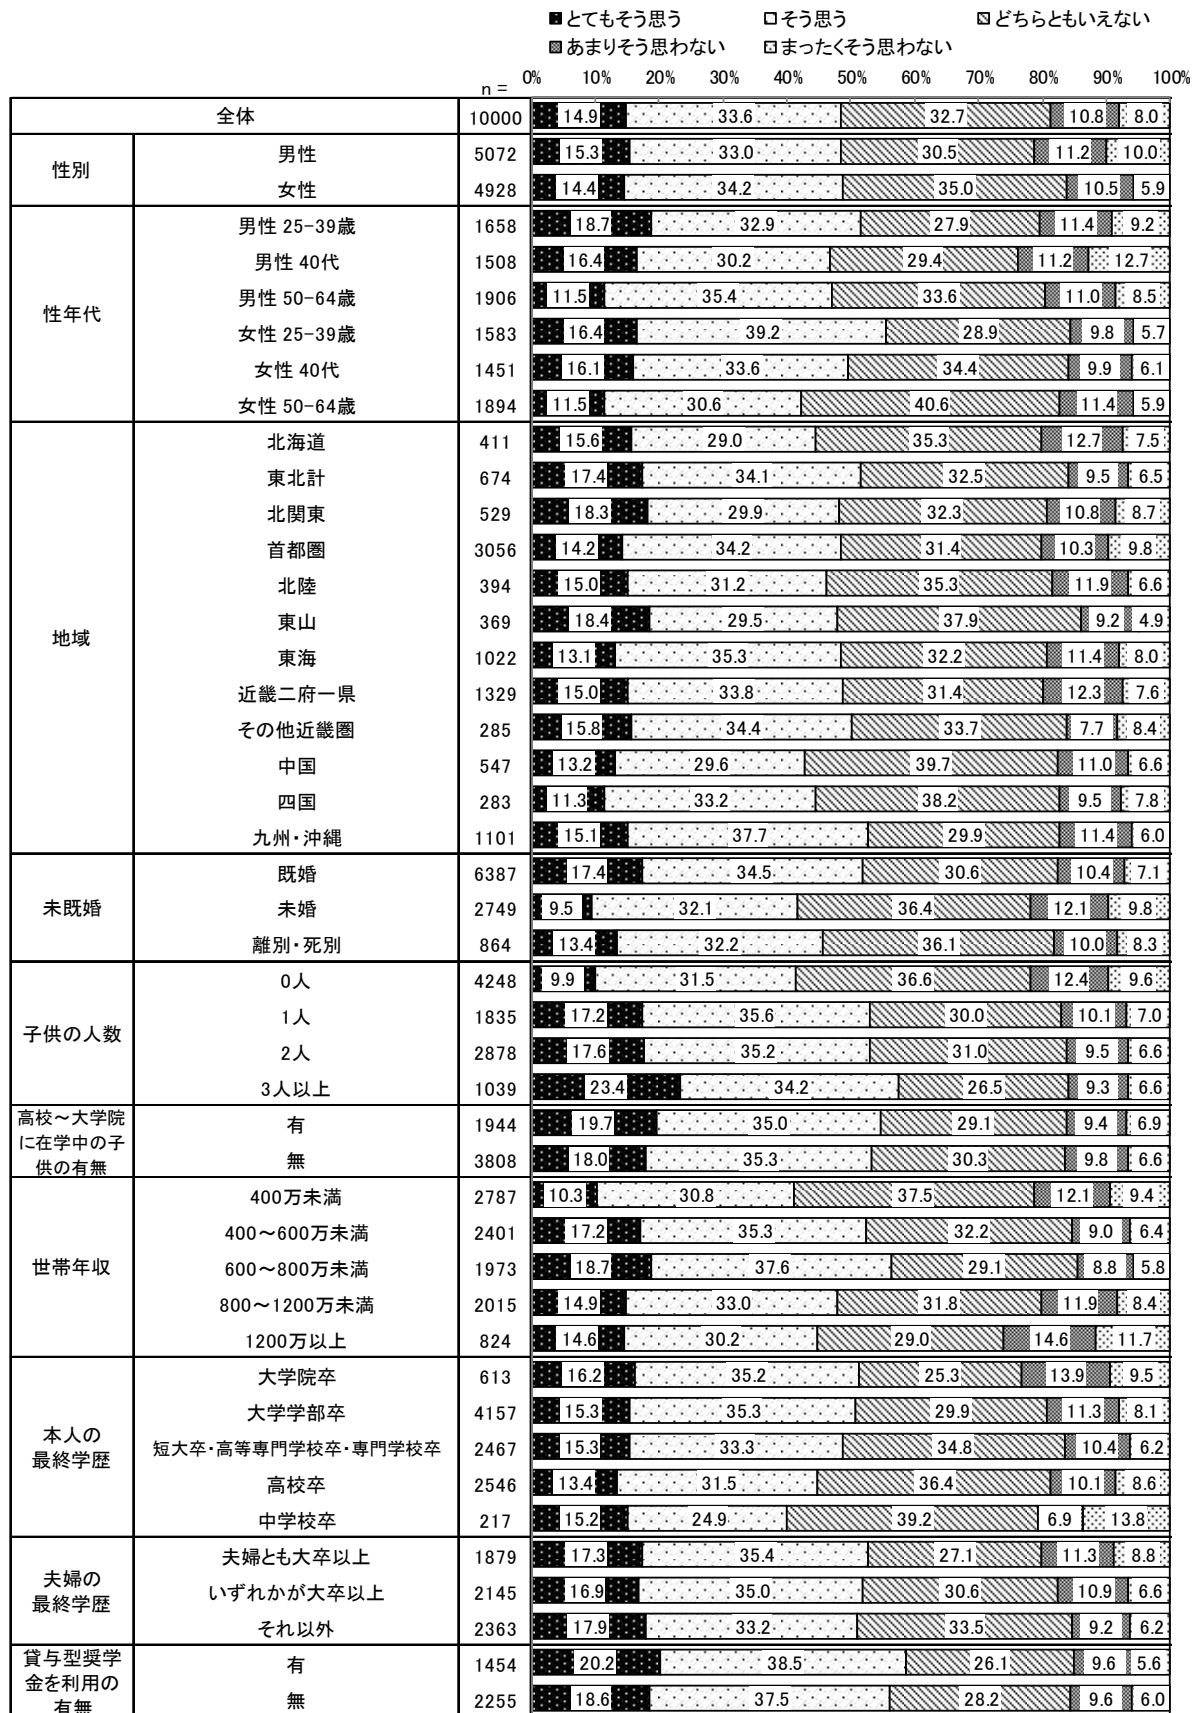 とてもそう思う そう思う どちらともいえない
あまりそう思わない まったくそう思わない
n = 0% 10% 20% 30% 40% 50% 60% 70% 80% 90% 100%
全体 10000 14.9 33.6 32.7 10.8 8.0
性別
男性 5072 15.3 33.0 30.5 11.2 10.0
女性 4928 14.4 34.2 35.0 10.5 5.9
性年代
男性 25-39歳 1658 18.7 32.9 27.9 11.4 9.2
男性 40代 1508 16.4 30.2 29.4 11.2 12.7
男性 50-64歳 1906 11.5 35.4 33.6 11.0 8.5
女性 25-39歳 1583 16.4 39.2 28.9 9.8 5.7
女性 40代 1451 16.1 33.6 34.4 9.9 6.1
女性 50-64歳 1894 11.5 30.6 40.6 11.4 5.9
地域
北海道 411 15.6 29.0 35.3 12.7 7.5
東北計 674 17.4 34.1 32.5 9.5 6.5
北関東 529 18.3 29.9 32.3 10.8 8.7
首都圏 3056 14.2 34.2 31.4 10.3 9.8
北陸 394 15.0 31.2 35.3 11.9 6.6
東山 369 18.4 29.5 37.9 9.2 4.9
東海 1022 13.1 35.3 32.2 11.4 8.0
近畿二府一県 1329 15.0 33.8 31.4 12.3 7.6
その他近畿圏 285 15.8 34.4 33.7 7.7 8.4
中国 547 13.2 29.6 39.7 11.0 6.6
四国 283 11.3 33.2 38.2 9.5 7.8
九州・沖縄 1101 15.1 37.7 29.9 11.4 6.0
未既婚
既婚 6387 17.4 34.5 30.6 10.4 7.1
未婚 2749 9.5 32.1 36.4 12.1 9.8
離別・死別 864 13.4 32.2 36.1 10.0 8.3
子供の人数
0人 4248 9.9 31.5 36.6 12.4 9.6
1人 1835 17.2 35.6 30.0 10.1 7.0
2人 2878 17.6 35.2 31.0 9.5 6.6
3人以上 1039 23.4 34.2 26.5 9.3 6.6
高校～大学院
に在学中の子
供の有無
有 1944 19.7 35.0 29.1 9.4 6.9
無 3808 18.0 35.3 30.3 9.8 6.6
世帯年収
400万未満 2787 10.3 30.8 37.5 12.1 9.4
400～600万未満 2401 17.2 35.3 32.2 9.0 6.4
600～800万未満 1973 18.7 37.6 29.1 8.8 5.8
800～1200万未満 2015 14.9 33.0 31.8 11.9 8.4
1200万以上 824 14.6 30.2 29.0 14.6 11.7
本人の
最終学歴
大学院卒 613 16.2 35.2 25.3 13.9 9.5
大学学部卒 4157 15.3 35.3 29.9 11.3 8.1
短大卒・高等専門学校卒・専門学校卒 2467 15.3 33.3 34.8 10.4 6.2
高校卒 2546 13.4 31.5 36.4 10.1 8.6
中学校卒 217 15.2 24.9 39.2 6.9 13.8
夫婦の
最終学歴
夫婦とも大卒以上 1879 17.3 35.4 27.1 11.3 8.8
いずれかが大卒以上 2145 16.9 35.0 30.6 10.9 6.6
それ以外 2363 17.9 33.2 33.5 9.2 6.2
貸与型奨学
金を利用の
有無
有 1454 20.2 38.5 26.1 9.6 5.6
無 2255 18.6 37.5 28.2 9.6 6.0